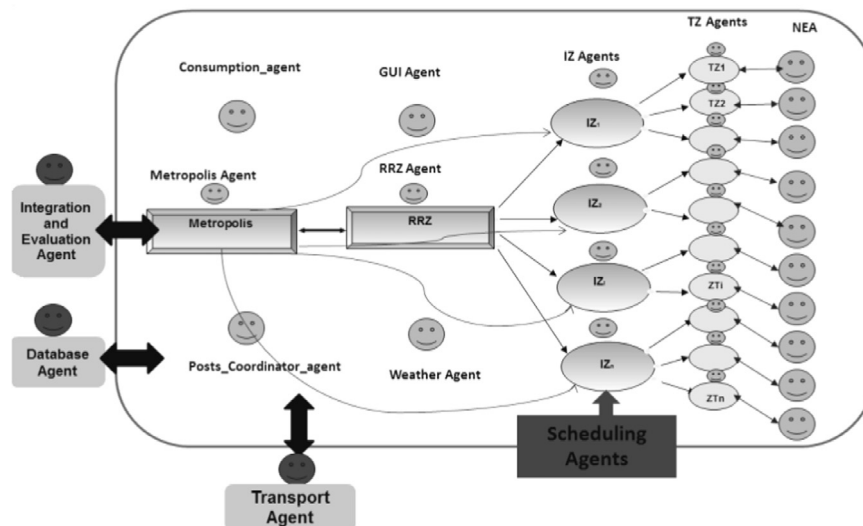 TZ Agents
NEA
Consumption_agent
GUI Agent
IZ Agents
TZ1
TZ2
IZ₁
Metropolis Agent
RRZ Agent
Integration
and
Evaluation
Agent
Metropolis
RRZ
IZ₂
IZᵢ
ZTi
Database
Agent
Posts_Coordinator_agent
Weather Agent
IZₙ
ZTn
Scheduling
Agents
Transport
Agent